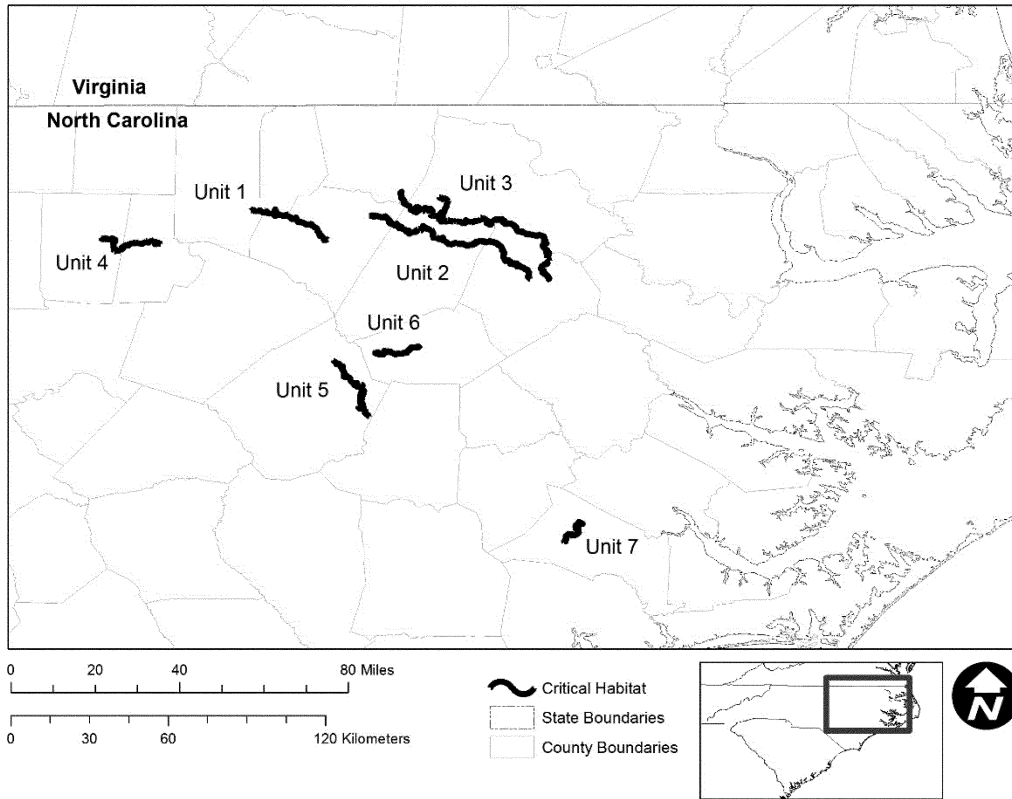 Virginia
North Carolina
Unit 1
Unit 3
Unit 4
Unit 2
Unit 6
Unit 5
Unit 7
0 20 40 80 Miles
0 30 60 120 Kilometers
Critical Habitat
State Boundaries
County Boundaries
N